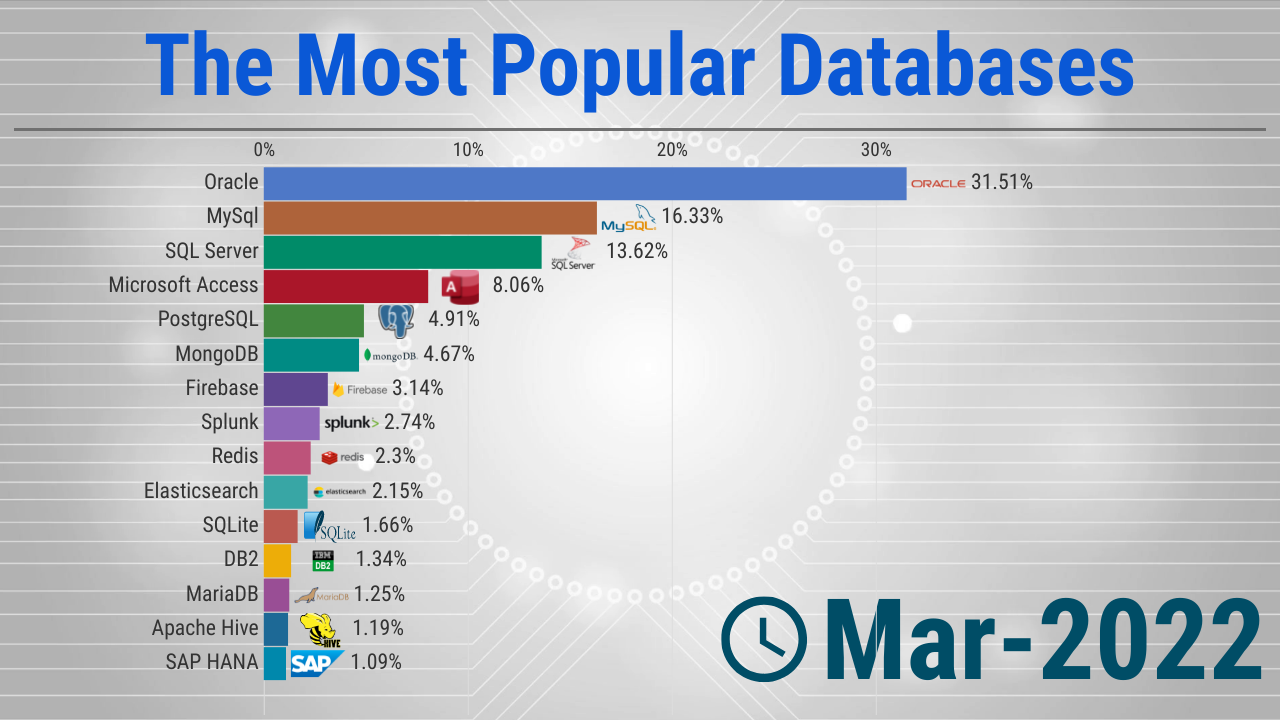 The Most Popular Databases
0% 10% 20% 30%
Oracle ORACLE 31.51%
MySql MySQL 16.33%
SQL Server Microsoft SQL Server 13.62%
Microsoft Access A 8.06%
PostgreSQL 4.91%
MongoDB mongoDB 4.67%
Firebase Firebase 3.14%
Splunk splunk> 2.74%
Redis redis 2.3%
Elasticsearch elasticsearch 2.15%
SQLite SQLite 1.66%
DB2 IBM DB2 1.34%
MariaDB MariaDB 1.25%
Apache Hive HIVE 1.19%
SAP HANA SAP 1.09%
Mar-2022